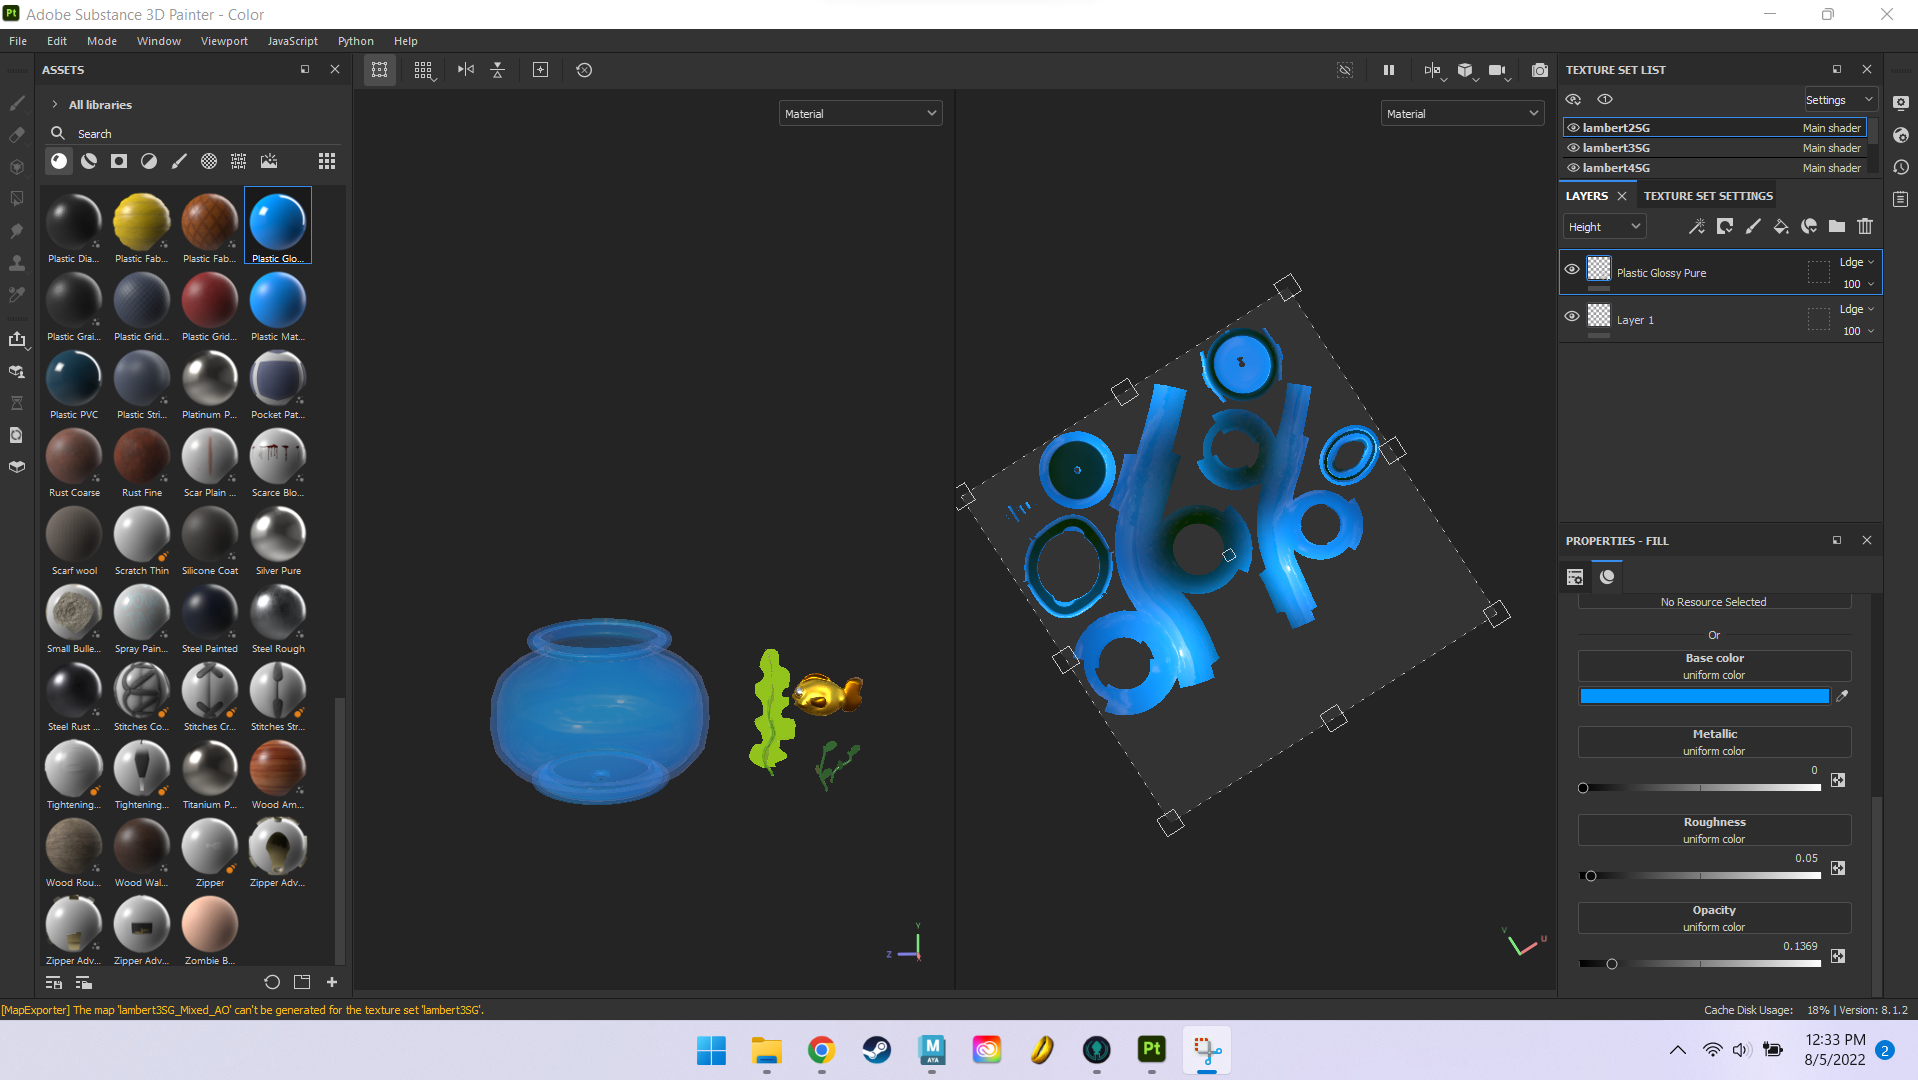 Pt Adobe Substance 3D Painter - Color
File Edit Mode Window Viewport JavaScript Python Help
ASSETS
All libraries
Search
Plastic Dia... Plastic Fab... Plastic Fab... Plastic Glo...
Plastic Grai... Plastic Grid... Plastic Grid... Plastic Mat...
Plastic PVC Plastic Stri... Platinum P... Pocket Pat...
Rust Coarse Rust Fine Scar Plain ... Scarce Blo...
Scarf wool Scratch Thin Silicone Coat Silver Pure
Small Bulle... Spray Pain... Steel Painted Steel Rough
Steel Rust ... Stitches Co... Stitches Cr... Stitches Str...
Tightening... Tightening... Titanium P... Wood Am...
Wood Rou... Wood Wal... Zipper Zipper Adv...
Zipper Adv... Zipper Adv... Zombie B...
Material
Y
Z
Material
V
U
TEXTURE SET LIST
Settings
lambert2SG Main shader
lambert3SG Main shader
lambert4SG Main shader
LAYERS TEXTURE SET SETTINGS
Height
Plastic Glossy Pure Ldge 100
Layer 1 Ldge 100
PROPERTIES - FILL
No Resource Selected
Or
Base color
uniform color
Metallic
uniform color
0
Roughness
uniform color
0.05
Opacity
uniform color
0.1369
[MapExporter] The map 'lambert3SG_Mixed_AO' can't be generated for the texture set 'lambert3SG'.
Cache Disk Usage: 18% | Version: 8.1.2
M
AYA
Pt
12:33 PM
8/5/2022
2